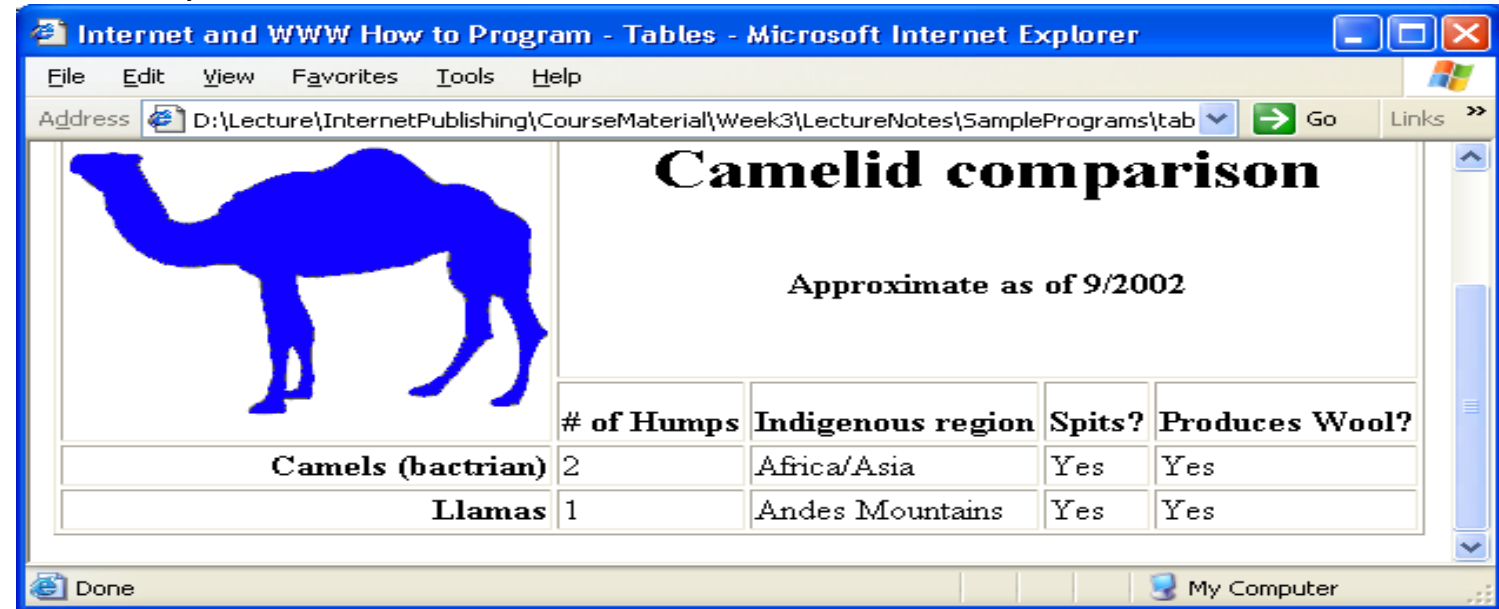 Internet and WWW How to Program - Tables - Microsoft Internet Explorer
File Edit View Favorites Tools Help
Address D:\Lecture\InternetPublishing\CourseMaterial\Week3\LectureNotes\SamplePrograms\tab Go Links »
Camelid comparison
Approximate as of 9/2002
# of Humps Indigenous region Spits? Produces Wool?
Camels (bactrian) 2 Africa/Asia Yes Yes
Llamas 1 Andes Mountains Yes Yes
Done My Computer